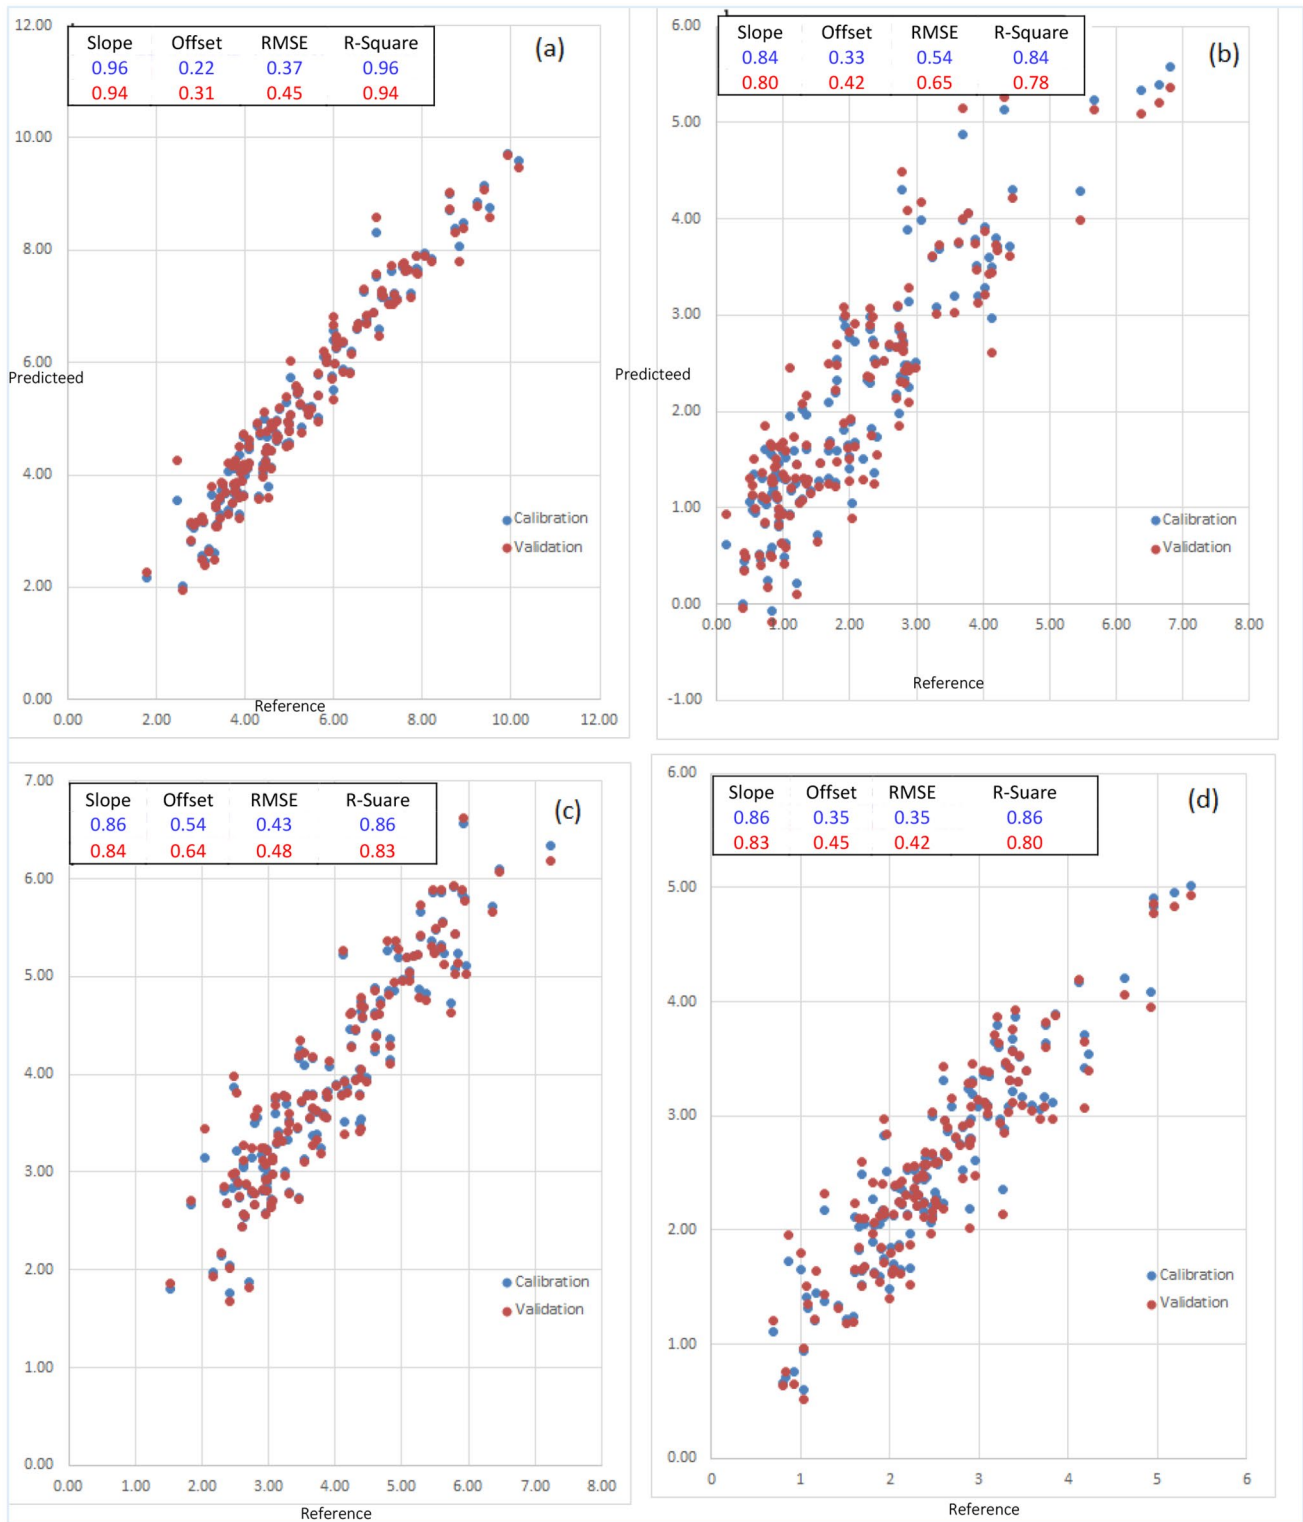 12.00
Slope Offset RMSE R-Square
0.96 0.22 0.37 0.96
0.94 0.31 0.45 0.94
(a)
10.00
8.00
6.00
Predicteed
4.00
Calibration
Validation
2.00
0.00
0.00 2.00 4.00 6.00 8.00 10.00 12.00
Reference
6.00
Slope Offset RMSE R-Square
0.84 0.33 0.54 0.84
0.80 0.42 0.65 0.78
(b)
5.00
4.00
3.00
Predicteed
2.00
1.00
Calibration
Validation
0.00
0.00 1.00 2.00 3.00 4.00 5.00 6.00 7.00 8.00
Reference
-1.00
7.00
Slope Offset RMSE R-Suare
0.86 0.54 0.43 0.86
0.84 0.64 0.48 0.83
(c)
6.00
5.00
4.00
3.00
2.00
Calibration
Validation
1.00
0.00
0.00 1.00 2.00 3.00 4.00 5.00 6.00 7.00 8.00
Reference
6.00
Slope Offset RMSE R-Suare
0.86 0.35 0.35 0.86
0.83 0.45 0.42 0.80
(d)
5.00
4.00
3.00
2.00
Calibration
Validation
1.00
0.00
0 1 2 3 4 5 6
Reference